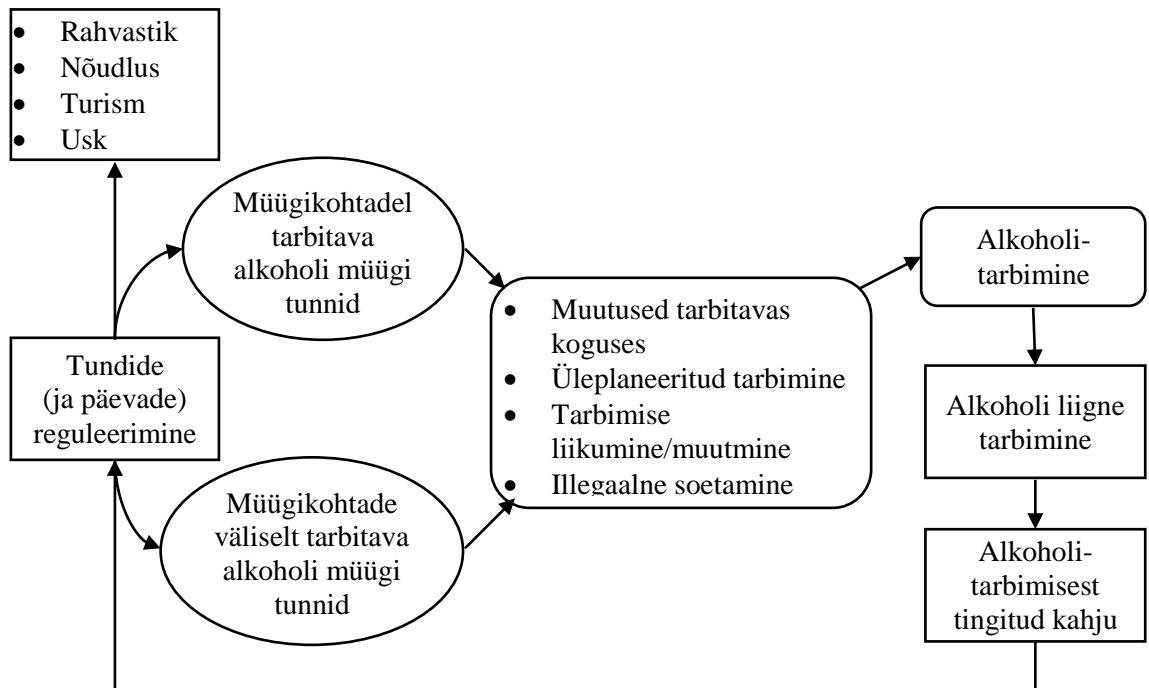 • Rahvastik
• Nõudlus
• Turism
• Usk
Müügikohtadel
tarbitava
alkoholi müügi
tunnid
Tundide
(ja päevade)
reguleerimine
Müügikohtade
väliselt tarbitava
alkoholi müügi
tunnid
• Muutused tarbitavas
koguses
• Üleplaneeritud tarbimine
• Tarbimise
liikumine/muutmine
• Illegaalne soetamine
Alkoholi-
tarbimine
Alkoholi liigne
tarbimine
Alkoholi-
tarbimisest
tingitud kahju